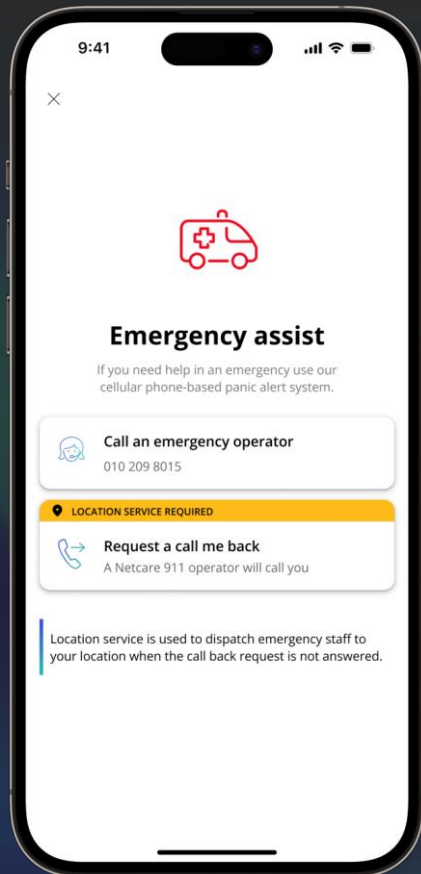 9:41
Emergency assist
If you need help in an emergency use our
cellular phone-based panic alert system.
Call an emergency operator
010 209 8015
LOCATION SERVICE REQUIRED
Request a call me back
A Netcare 911 operator will call you
Location service is used to dispatch emergency staff to
your location when the call back request is not answered.